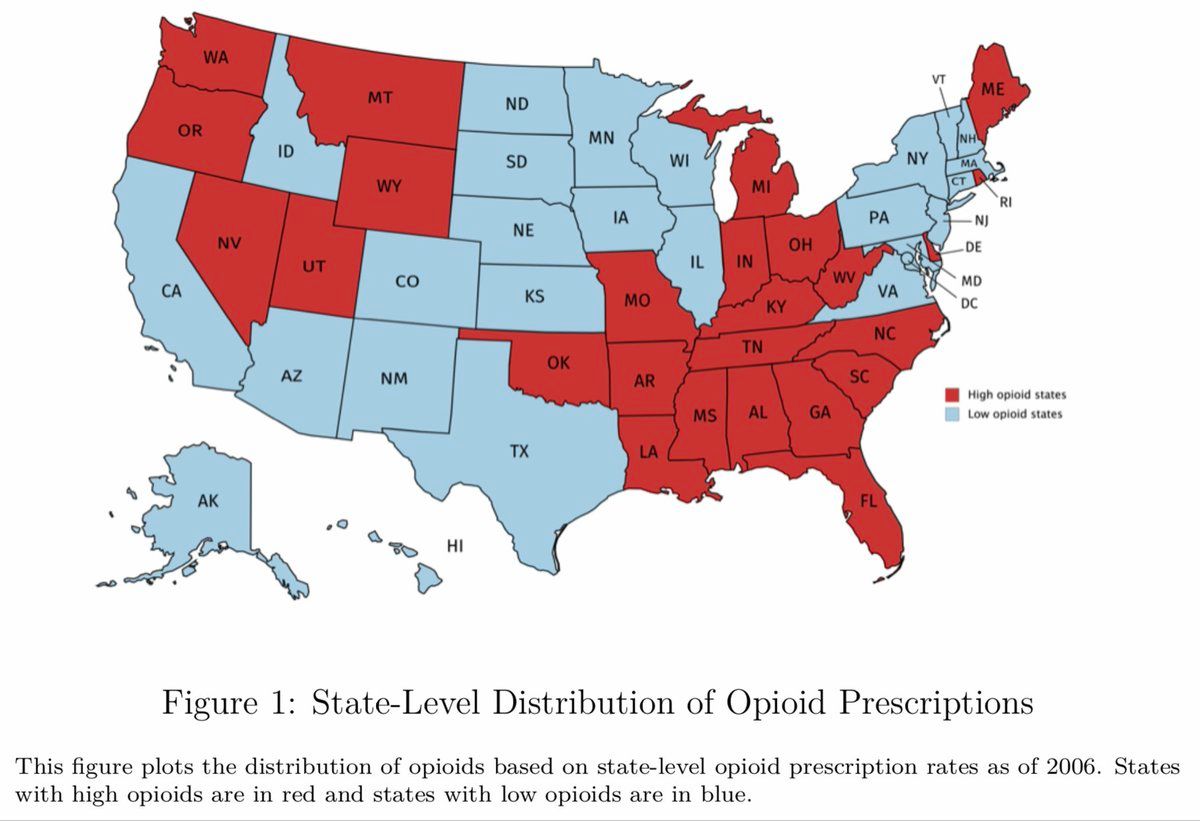 WA
MT
ND
MN
VT
ME
OR
ID
SD
WI
NY
NH
MA
CT
WY
MI
RI
NV
NE
IA
PA
NJ
UT
CO
IL
IN
OH
DE
CA
KS
MO
WV
VA
MD
DC
KY
OK
TN
NC
AZ
NM
AR
SC
High opioid states
MS
AL
GA
Low opioid states
TX
LA
AK
FL
HI
Figure 1: State-Level Distribution of Opioid Prescriptions
This figure plots the distribution of opioids based on state-level opioid prescription rates as of 2006. States
with high opioids are in red and states with low opioids are in blue.